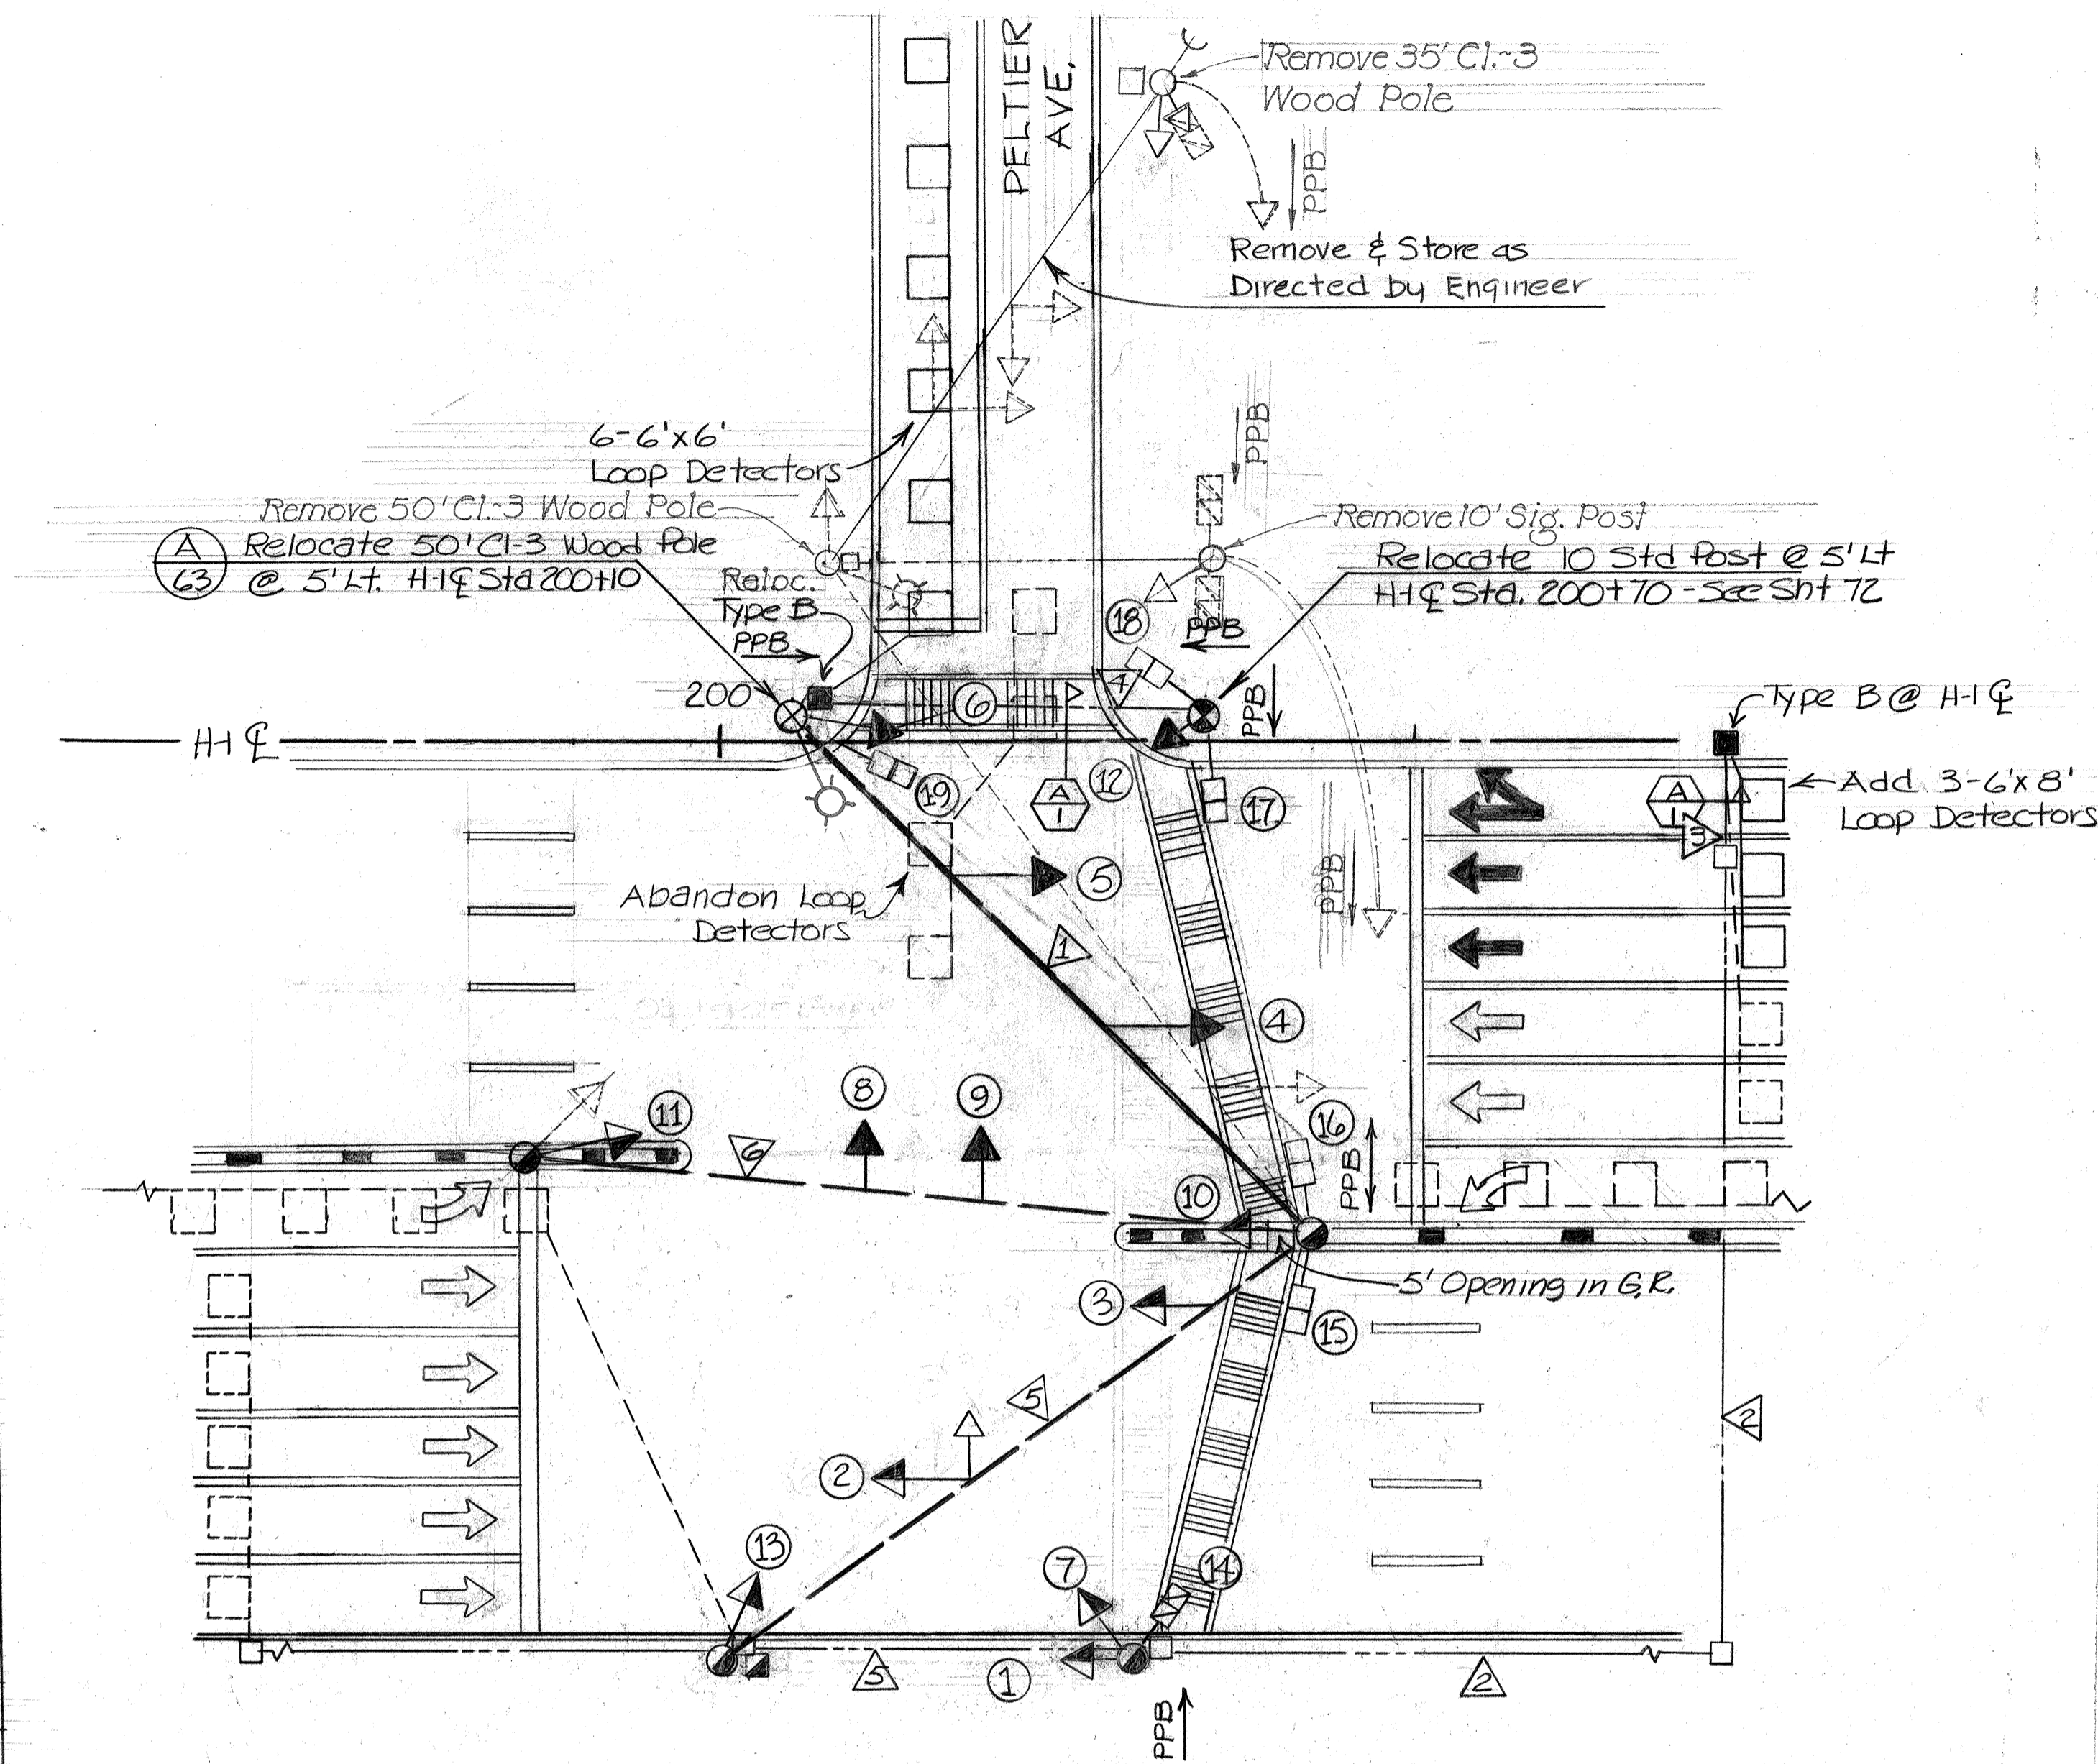 PELTIER
AVE.
Remove 35' Cl.-3
Wood Pole
PPB
Remove & Store as
Directed by Engineer
6-6'x6'
Loop Detectors
PPB
Remove 50' Cl.-3 Wood Pole
A
63
Relocate 50' Cl-3 Wood Pole
@ 5' Lt. H-1 ℄ Sta 200+10
Remove 10' Sig. Post
Relocate 10 Std Post @ 5' Lt
H-1 ℄ Sta. 200+70 - See Sht 72
Reloc.
Type B
PPB
18
PPB
4
200
6
PPB
Type B @ H-1 ℄
H-1 ℄
19
A
1
12
17
A
1
3
Add 3-6'x8'
Loop Detectors
Abandon Loop
Detectors
5
PPB
1
4
11
8
9
6
16
PPB
10
5' Opening in G.R.
3
15
5
2
2
13
7
14
5
1
2
PPB